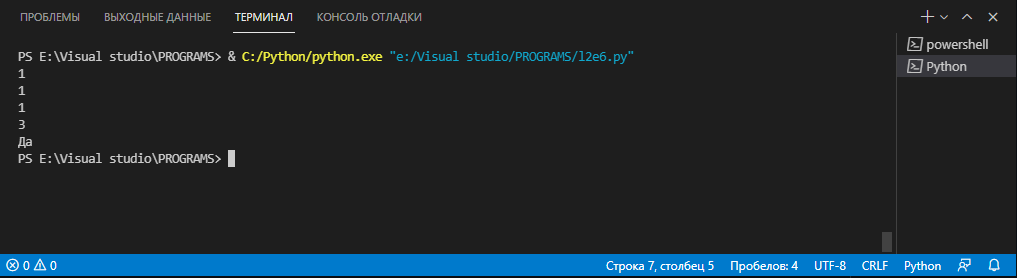 ПРОБЛЕМЫ ВЫХОДНЫЕ ДАННЫЕ ТЕРМИНАЛ КОНСОЛЬ ОТЛАДКИ
PS E:\Visual studio\PROGRAMS> & C:/Python/python.exe "e:/Visual studio/PROGRAMS/l2e6.py"
1
1
1
3
Да
PS E:\Visual studio\PROGRAMS>
powershell
Python
0 0 Строка 7, столбец 5 Пробелов: 4 UTF-8 CRLF Python